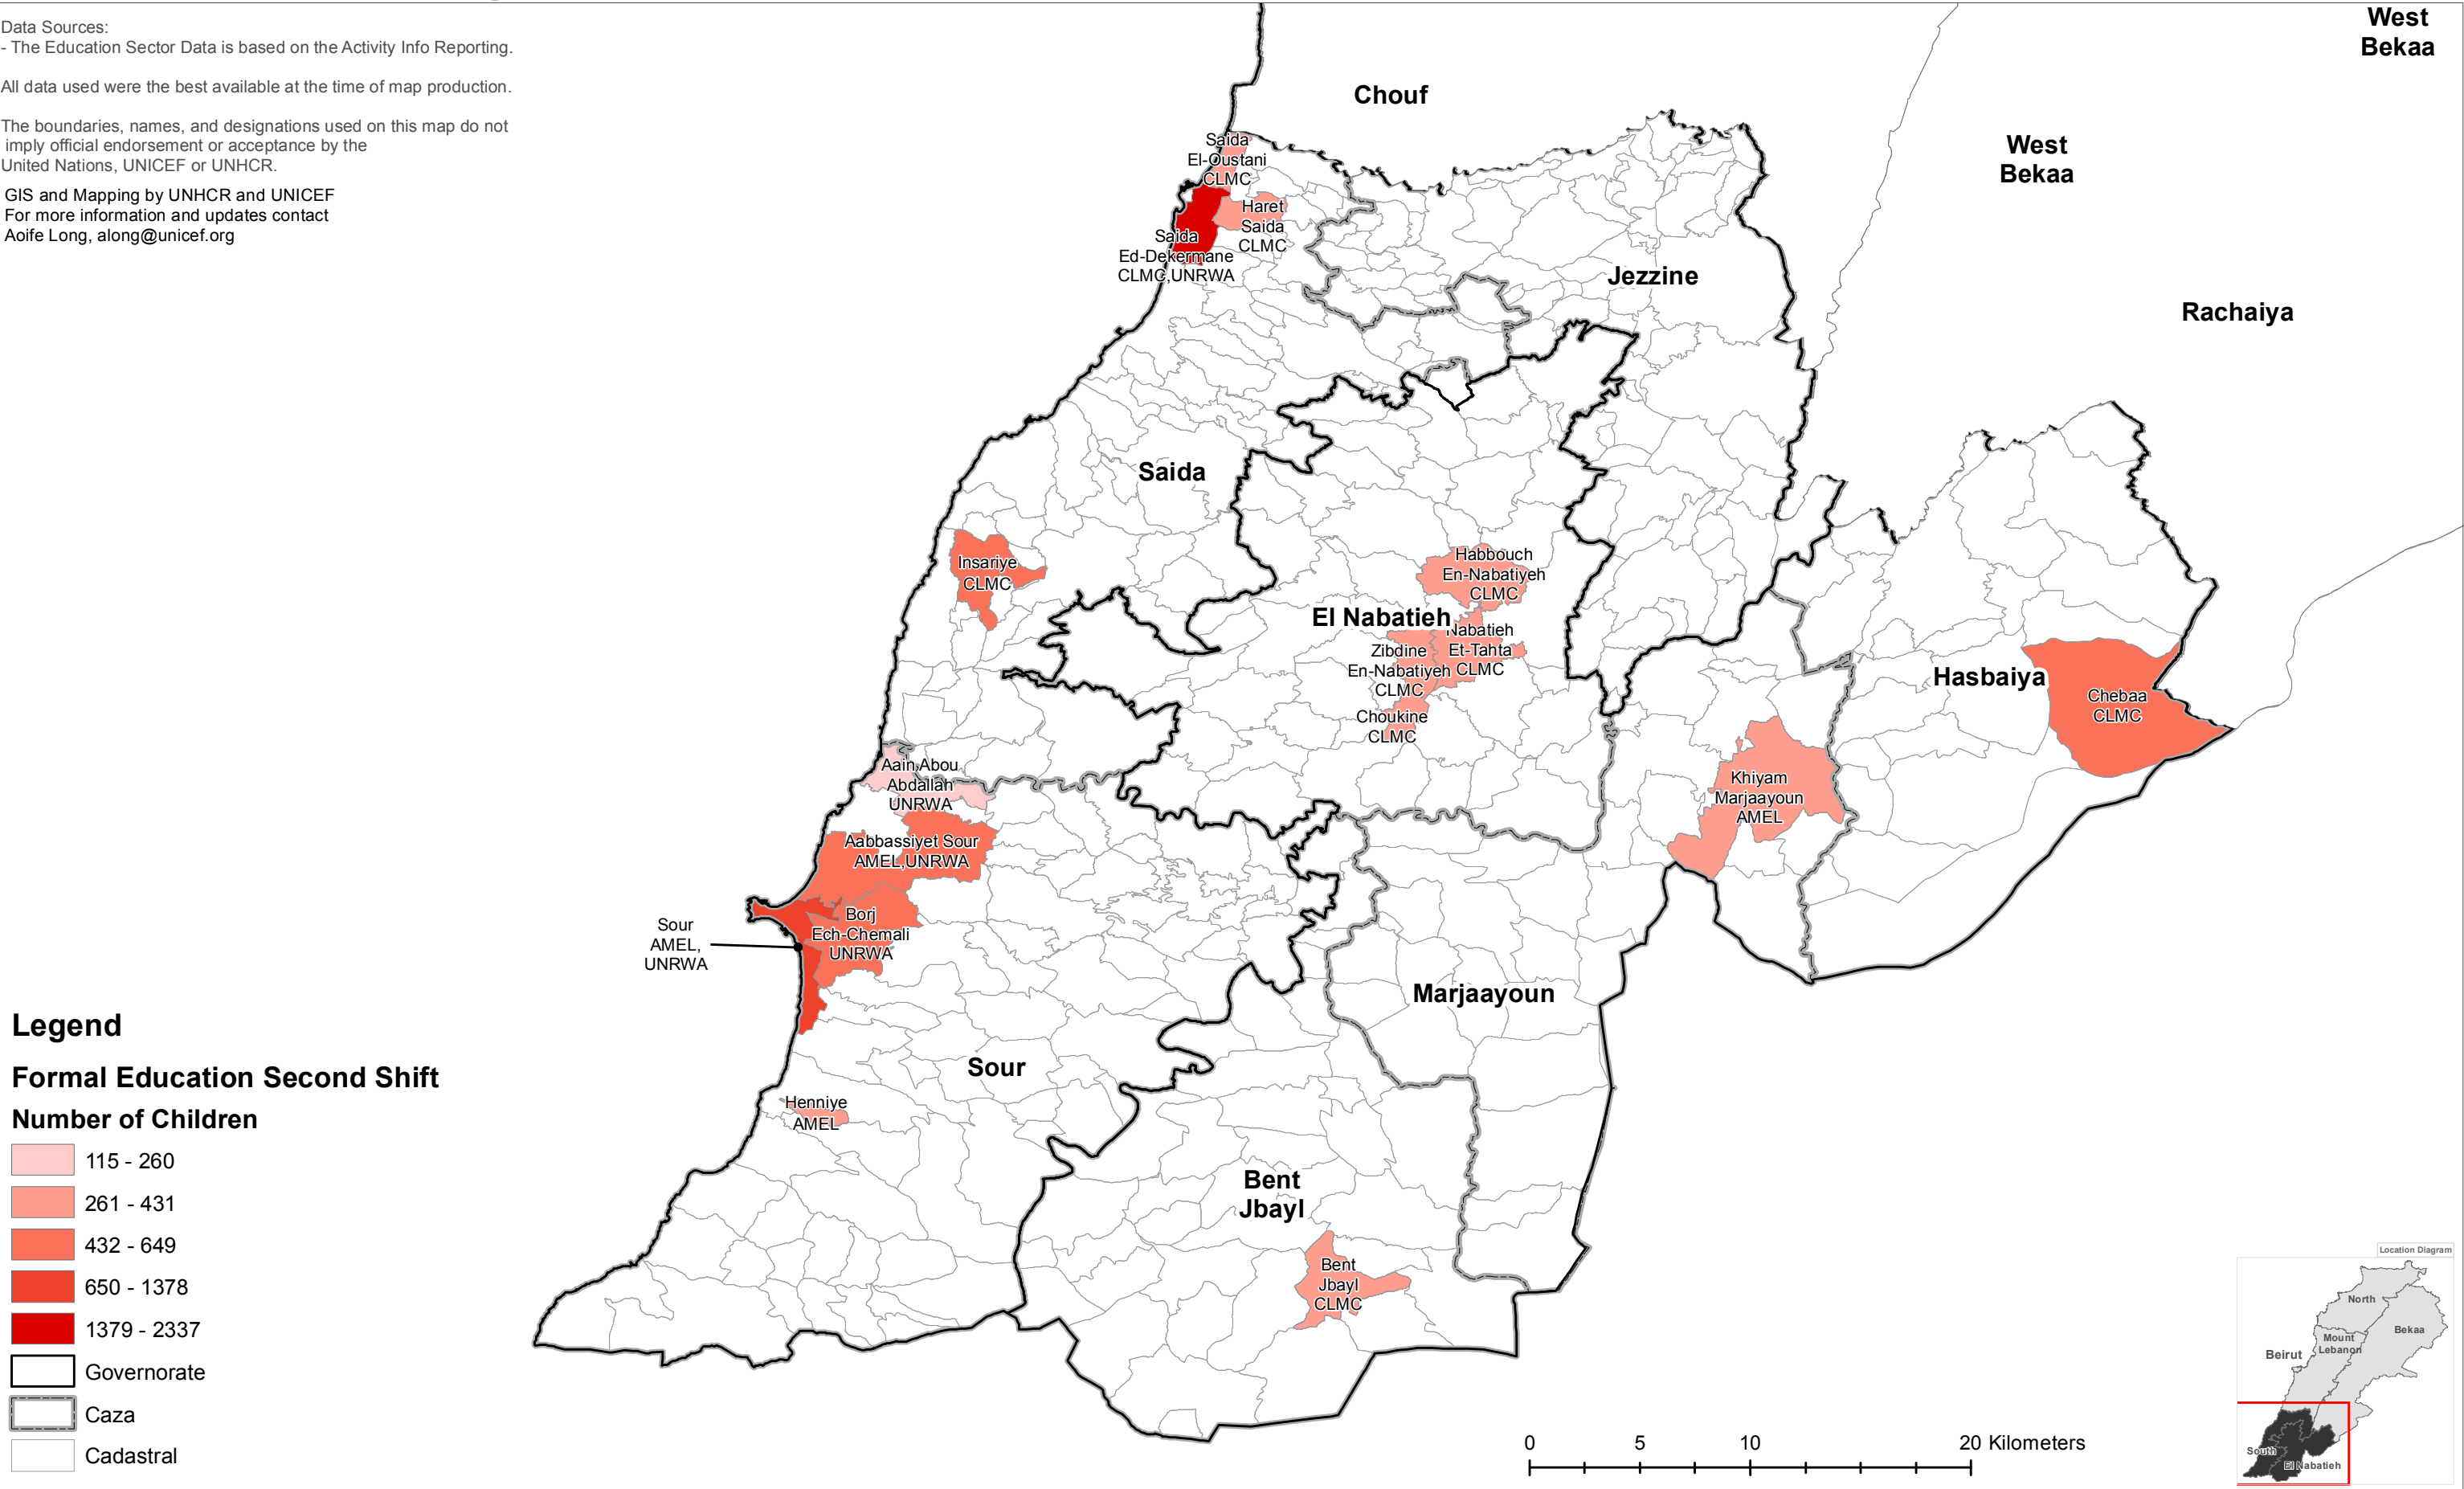 Data Sources:
- The Education Sector Data is based on the Activity Info Reporting.
All data used were the best available at the time of map production.
The boundaries, names, and designations used on this map do not
imply official endorsement or acceptance by the
United Nations, UNICEF or UNHCR.
GIS and Mapping by UNHCR and UNICEF
For more information and updates contact
Aoife Long, along@unicef.org
West
Bekaa
Chouf
West
Bekaa
Saida
El-Oustani
CLMC
Haret
Saida
CLMC
Saida
Ed-Dekermane
CLMC,UNRWA
Jezzine
Rachaiya
Saida
Insariye
CLMC
Habbouch
En-Nabatiyeh
CLMC
El Nabatieh
Nabatieh
Et-Tahta
CLMC
Zibdine
En-Nabatiyeh
CLMC
Choukine
CLMC
Hasbaiya
Chebaa
CLMC
Khiyam
Marjaayoun
AMEL
Aain Abou
Abdallah
UNRWA
Aabbassiyet Sour
AMEL,UNRWA
Borj
Ech-Chemali
UNRWA
Sour
AMEL,
UNRWA
Marjaayoun
Sour
Henniye
AMEL
Bent
Jbayl
Bent
Jbayl
CLMC
Legend
Formal Education Second Shift
Number of Children
115 - 260
261 - 431
432 - 649
650 - 1378
1379 - 2337
Governorate
Caza
Cadastral
0 5 10 20 Kilometers
Location Diagram
North
Bekaa
Mount
Lebanon
Beirut
South
El Nabatieh